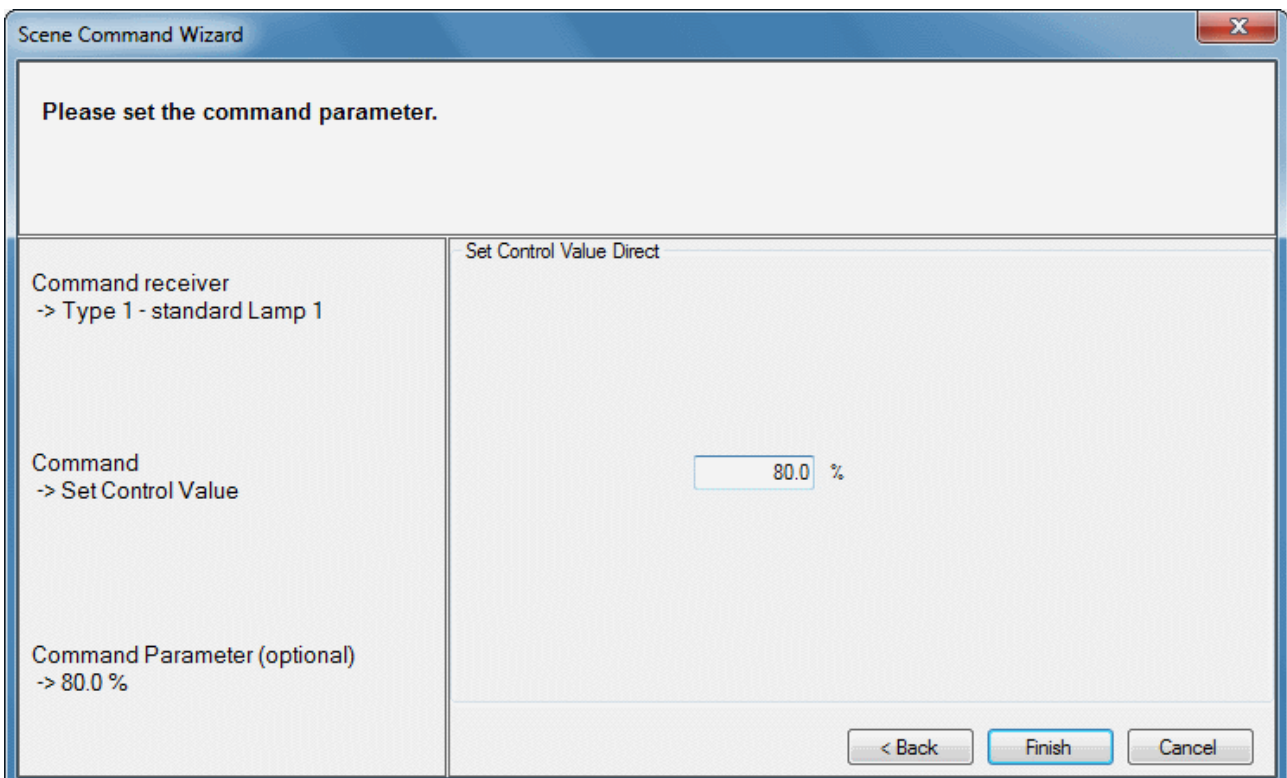 Scene Command Wizard
Please set the command parameter.
Command receiver
-> Type 1 - standard Lamp 1
Command
-> Set Control Value
Command Parameter (optional)
-> 80.0 %
Set Control Value Direct
80.0 %
< Back Finish Cancel